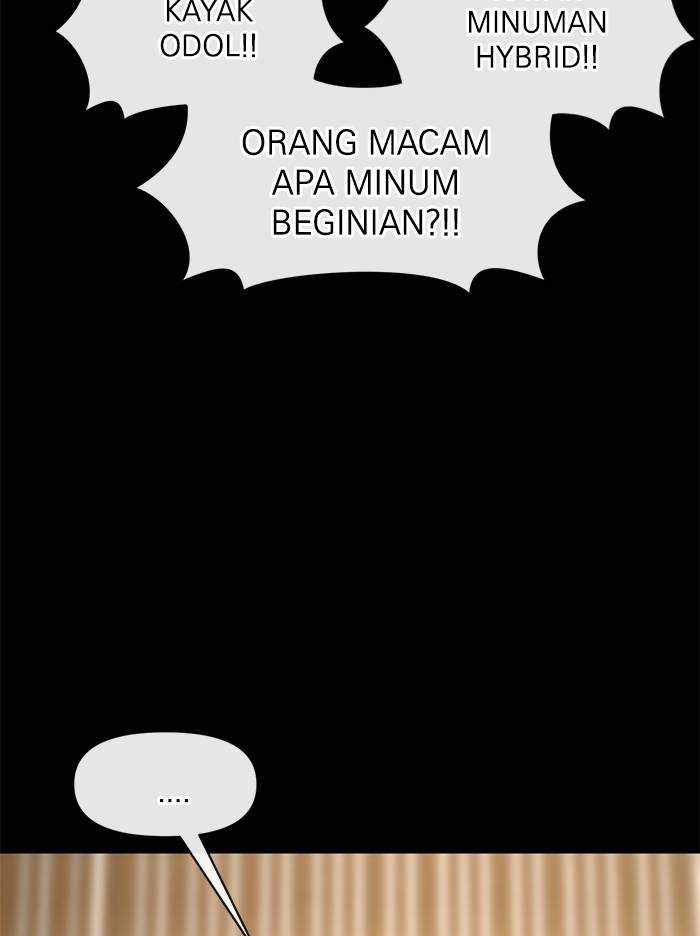 KAYAK
ODOL!!
MINUMAN
HYBRID!!
ORANG MACAM
APA MINUM
BEGINIAN?!!
....